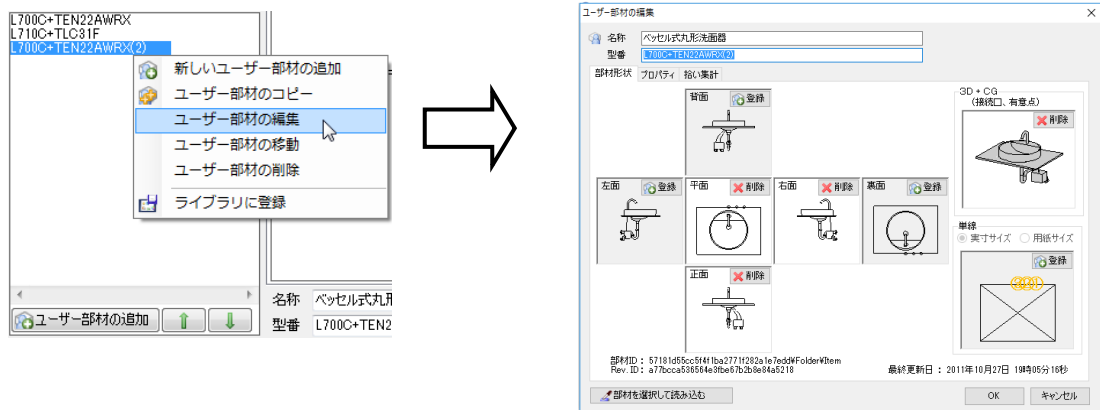 L700C+TEN22AWRX
L710C+TLC31F
L700C+TEN22AWRX(2)
新しいユーザー部材の追加
ユーザー部材のコピー
ユーザー部材の編集
ユーザー部材の移動
ユーザー部材の削除
ライブラリに登録
ユーザー部材の追加
名称 ベッセル式丸形
型番 L700C+TEN2
ユーザー部材の編集
名称 ベッセル式丸形洗面器
型番 L700C+TEN22AWRX(2)
部材形状 プロパティ 拾い集計
背面 登録
3D + CG
(接続口、有意点)
削除
左面 登録 平面 削除 右面 削除 裏面 登録
単線
実寸サイズ 用紙サイズ
登録
正面 削除
部材ID : 57181d55cc5f4f1ba2771f282a1e7edd¥Folder¥Item
Rev. ID : a77bcca536564e3fbe67b2b8e84a5218
最終更新日 : 2011年10月27日 19時05分16秒
部材を選択して読み込む
OK キャンセル